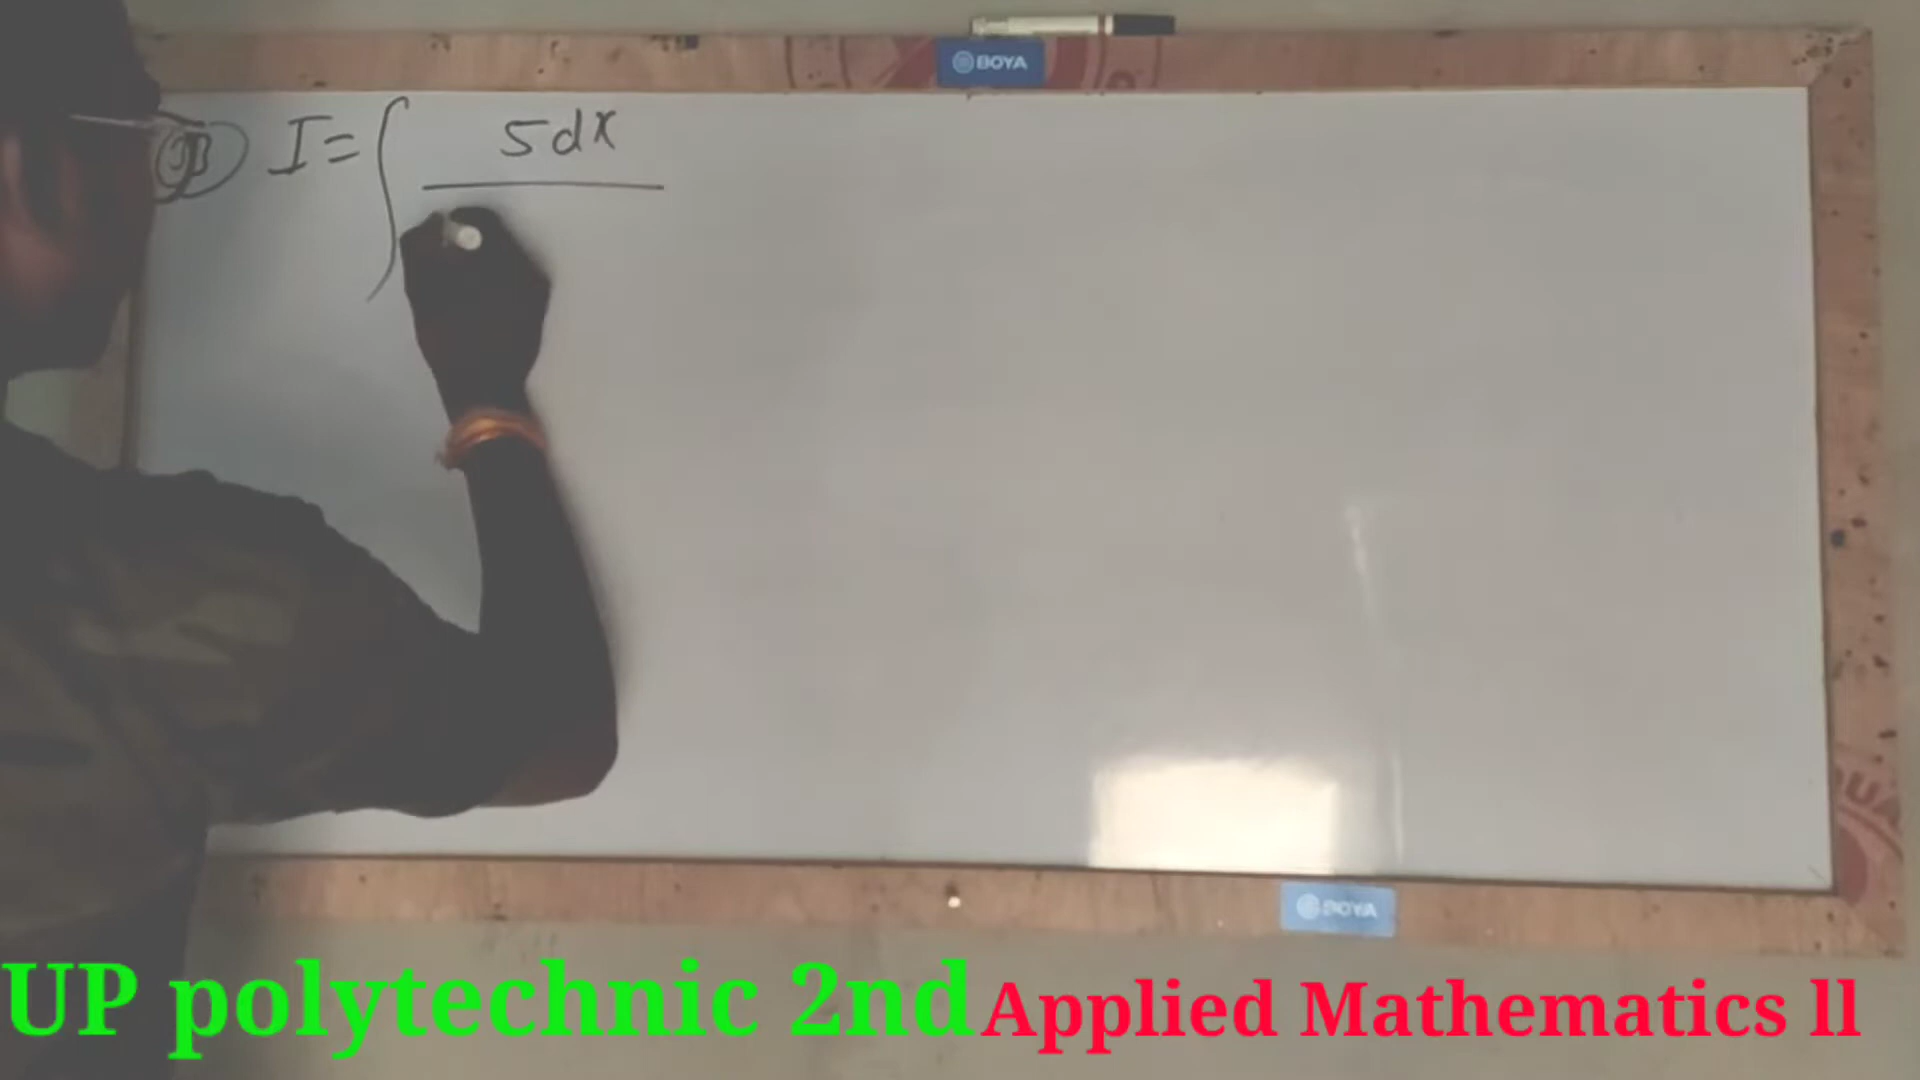 BOYA
I = ∫ 5dx
BOYA
UP polytechnic 2nd Applied Mathematics ll